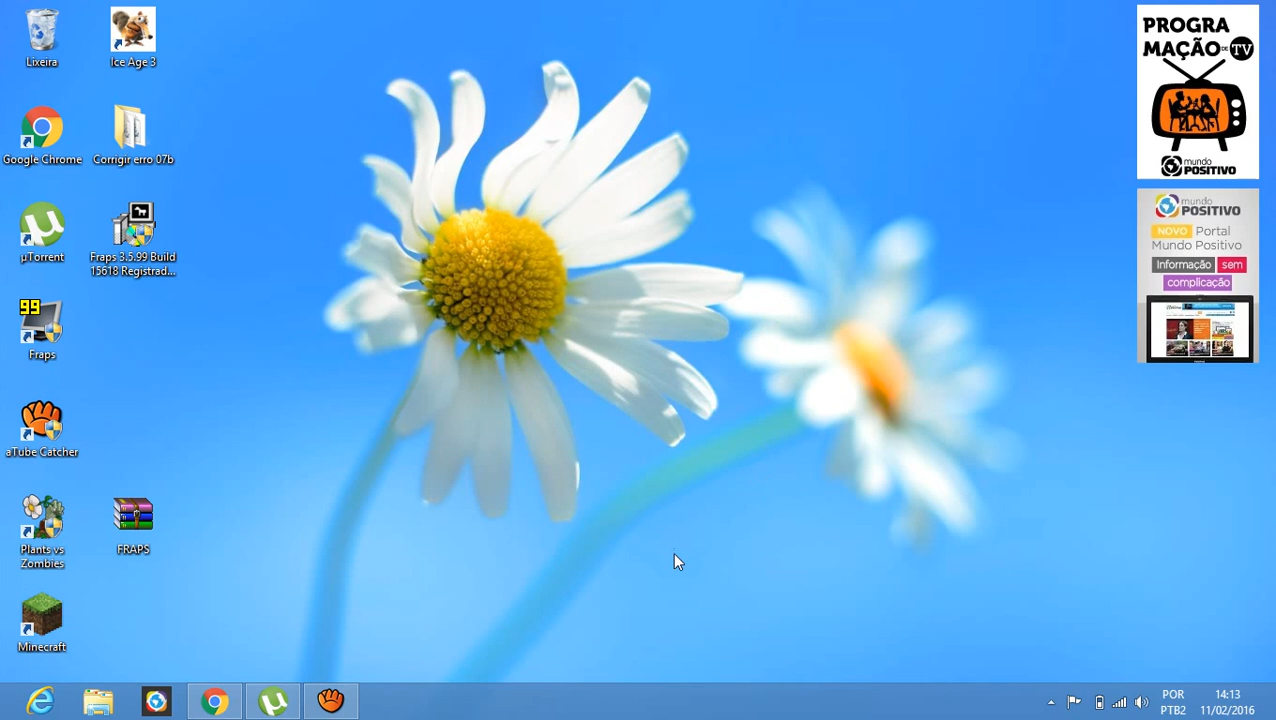 Lixeira
Ice Age 3
Google Chrome
Corrigir erro 07b
µTorrent
Fraps 3.5.99 Build
15618 Registrad...
99
Fraps
aTube Catcher
Plants vs
Zombies
FRAPS
Minecraft
PROGRA
MAÇÃO DE TV
mundo
POSITIVO
mundo
POSITIVO
NOVO Portal
Mundo Positivo
Informação sem
complicação
POR
PTB2
14:13
11/02/2016